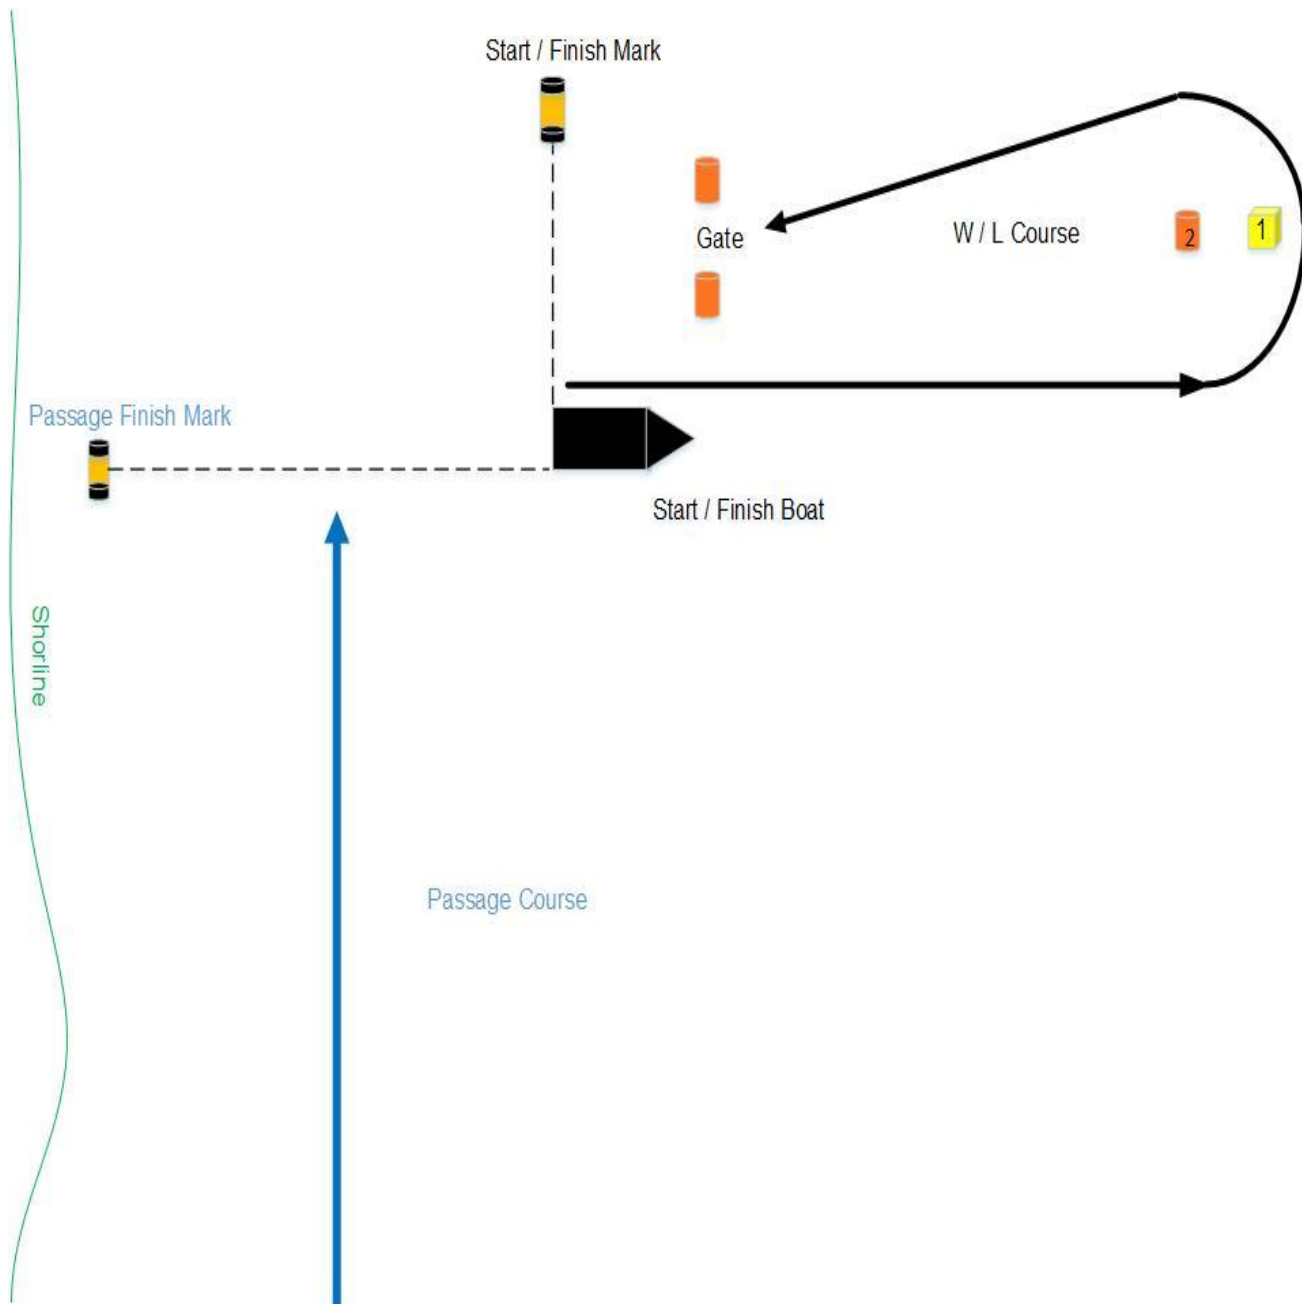 Start / Finish Mark
Gate
W / L Course
2
1
Passage Finish Mark
Start / Finish Boat
Shorline
Passage Course